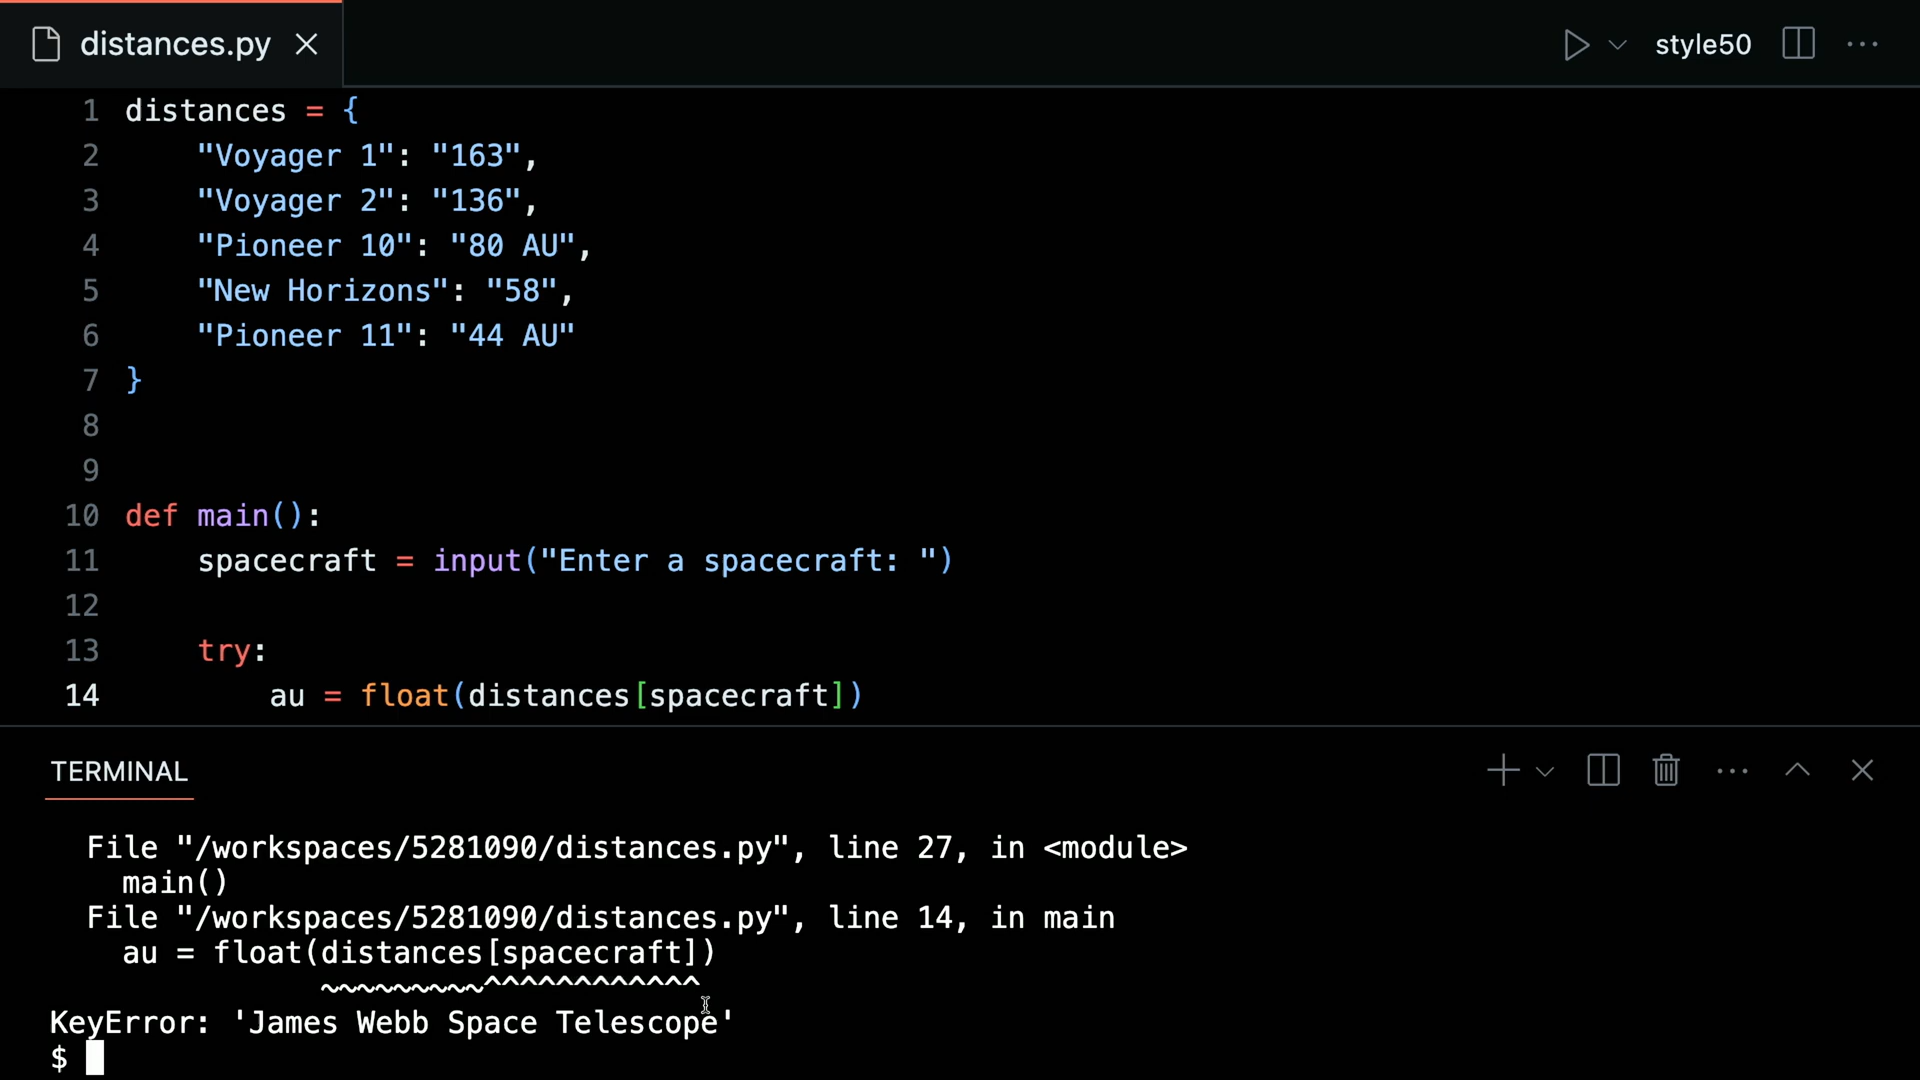 distances.py
style50
1 distances = {
2     "Voyager 1": "163",
3     "Voyager 2": "136",
4     "Pioneer 10": "80 AU",
5     "New Horizons": "58",
6     "Pioneer 11": "44 AU"
7 }
8
9
10 def main():
11     spacecraft = input("Enter a spacecraft: ")
12
13     try:
14         au = float(distances[spacecraft])
TERMINAL
  File "/workspaces/5281090/distances.py", line 27, in <module>
    main()
  File "/workspaces/5281090/distances.py", line 14, in main
    au = float(distances[spacecraft])
               ~~~~~~~~~^^^^^^^^^^^^
KeyError: 'James Webb Space Telescope'
$